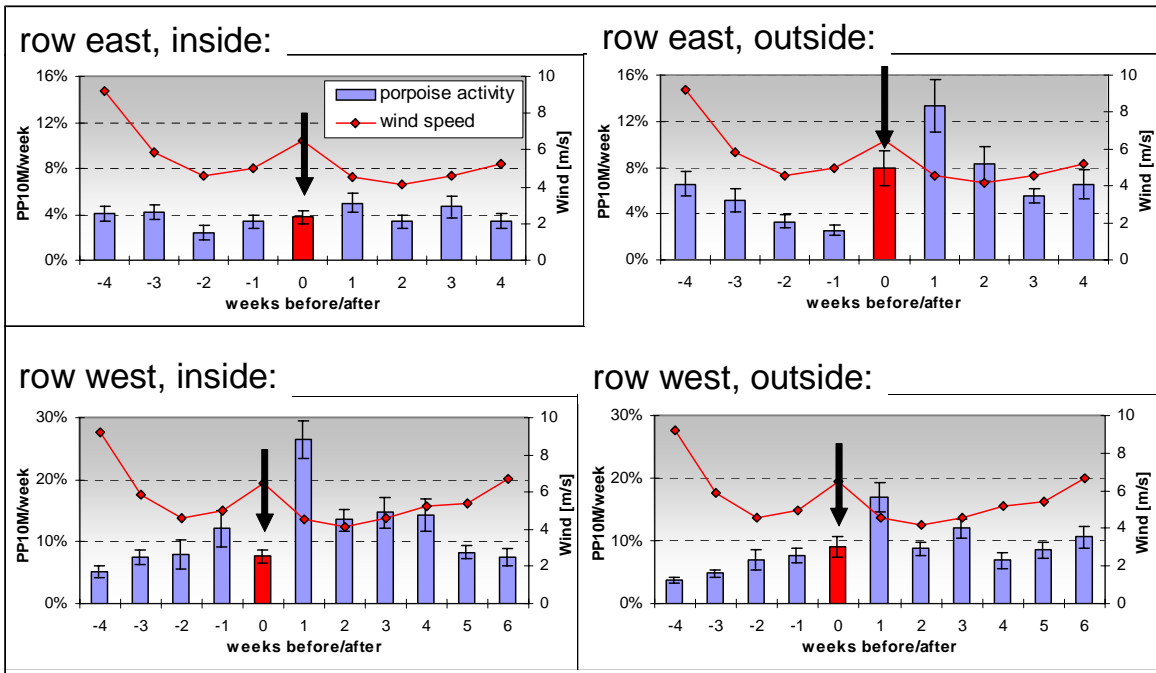 row east, inside:
16%
12%
8%
4%
0%
PP10M/week
10
8
6
4
2
0
Wind [m/s]
porpoise activity
wind speed
-4 -3 -2 -1 0 1 2 3 4
weeks before/after
row east, outside:
16%
12%
8%
4%
0%
PP10M/week
10
8
6
4
2
0
Wind [m/s]
-4 -3 -2 -1 0 1 2 3 4
weeks before/after
row west, inside:
30%
20%
10%
0%
PP10M/week
10
8
6
4
2
0
Wind [m/s]
-4 -3 -2 -1 0 1 2 3 4 5 6
weeks before/after
row west, outside:
30%
20%
10%
0%
PP10M/week
10
8
6
4
2
0
Wind [m/s]
-4 -3 -2 -1 0 1 2 3 4 5 6
weeks before/after